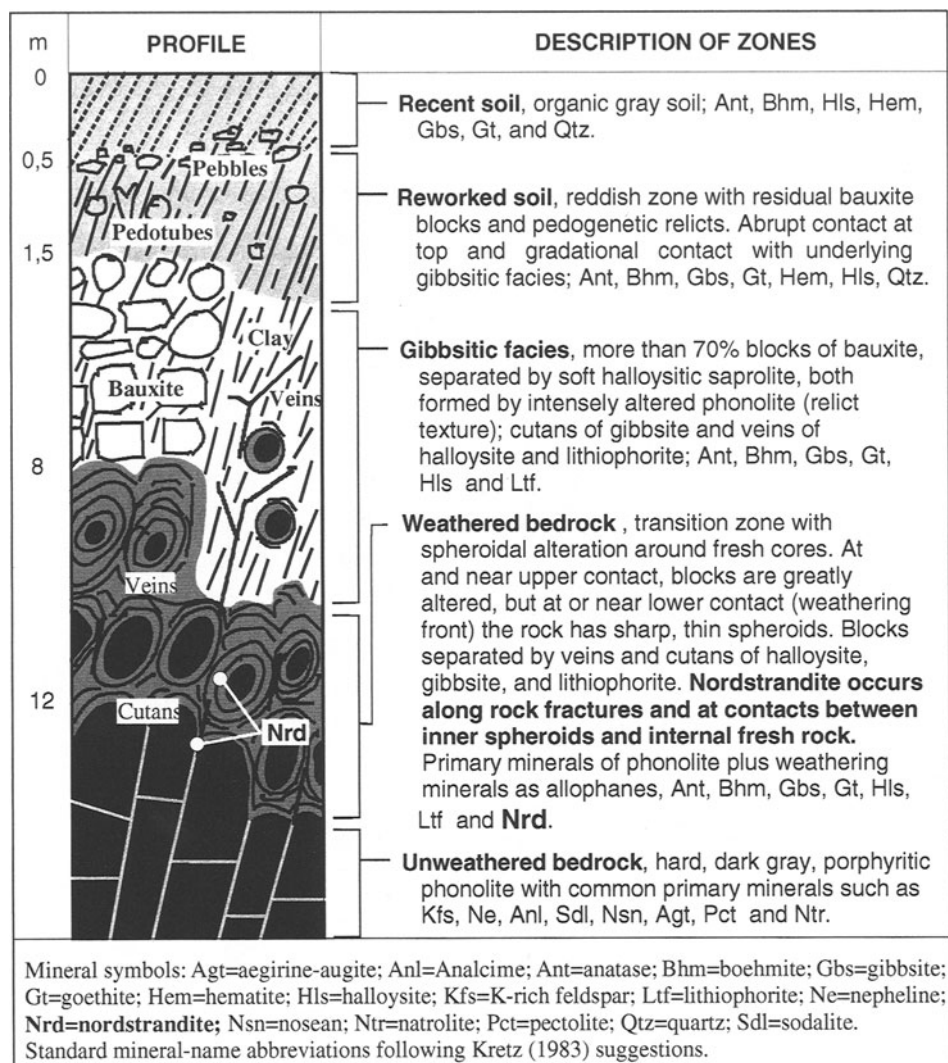 m PROFILE DESCRIPTION OF ZONES
0
0,5
1,5
8
12
Pebbles
Pedotubes
Clay
Bauxite
Veins
Veins
Cutans
Nrd
Recent soil, organic gray soil; Ant, Bhm, Hls, Hem,
Gbs, Gt, and Qtz.
Reworked soil, reddish zone with residual bauxite
blocks and pedogenetic relicts. Abrupt contact at
top and gradational contact with underlying
gibbsitic facies; Ant, Bhm, Gbs, Gt, Hem, Hls, Qtz.
Gibbsitic facies, more than 70% blocks of bauxite,
separated by soft halloysitic saprolite, both
formed by intensely altered phonolite (relict
texture); cutans of gibbsite and veins of
halloysite and lithiophorite; Ant, Bhm, Gbs, Gt,
Hls and Ltf.
Weathered bedrock , transition zone with
spheroidal alteration around fresh cores. At
and near upper contact, blocks are greatly
altered, but at or near lower contact (weathering
front) the rock has sharp, thin spheroids. Blocks
separated by veins and cutans of halloysite,
gibbsite, and lithiophorite. Nordstrandite occurs
along rock fractures and at contacts between
inner spheroids and internal fresh rock.
Primary minerals of phonolite plus weathering
minerals as allophanes, Ant, Bhm, Gbs, Gt, Hls,
Ltf and Nrd.
Unweathered bedrock, hard, dark gray, porphyritic
phonolite with common primary minerals such as
Kfs, Ne, Anl, Sdl, Nsn, Agt, Pct and Ntr.
Mineral symbols: Agt=aegirine-augite; Anl=Analcime; Ant=anatase; Bhm=boehmite; Gbs=gibbsite;
Gt=goethite; Hem=hematite; Hls=halloysite; Kfs=K-rich feldspar; Ltf=lithiophorite; Ne=nepheline;
Nrd=nordstrandite; Nsn=nosean; Ntr=natrolite; Pct=pectolite; Qtz=quartz; Sdl=sodalite.
Standard mineral-name abbreviations following Kretz (1983) suggestions.